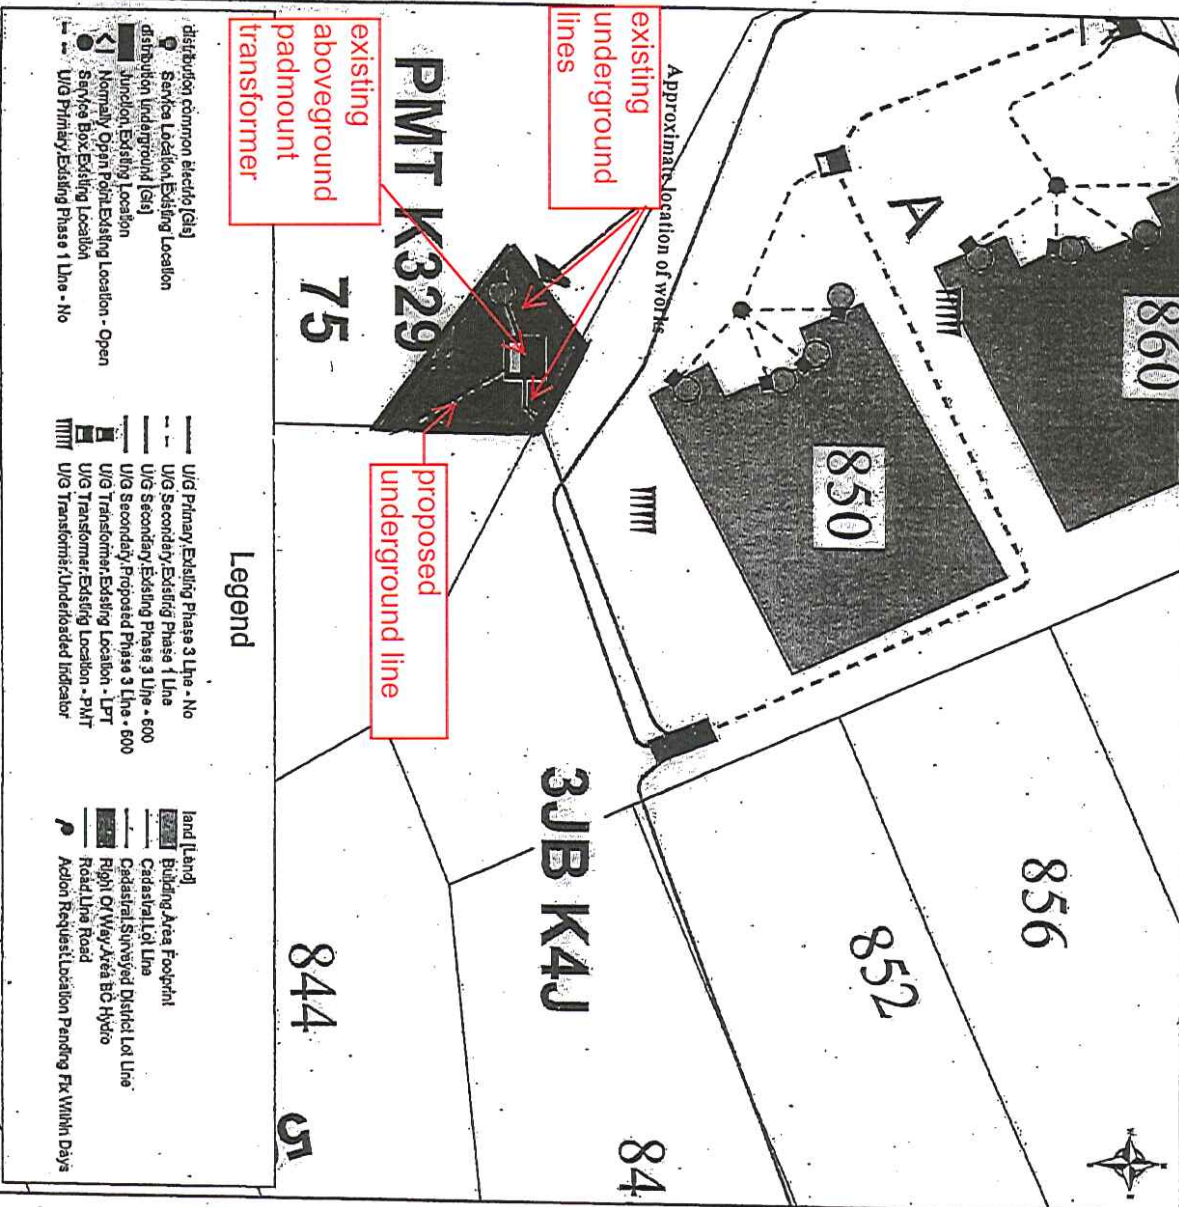 existing
underground
lines
existing
aboveground
padmount
transformer
proposed
underground line
Approximate location of works
PMT K329
75
A
860
850
856
852
3JB K4J
84
844
5
Legend
distribution common electric [Gis]
Service Location,Existing Location
distribution underground [Gis]
Junction,Existing Location
Normally Open Point,Existing Location - Open
Service Box,Existing Location
U/G Primary,Existing Phase 1 Line - No
U/G Primary,Existing Phase 3 Line - No
U/G Secondary,Existing Phase 1 Line
U/G Secondary,Existing Phase 3 Line - 600
U/G Secondary,Proposed Phase 3 Line - 600
U/G Transformer,Existing Location - LPT
U/G Transformer,Existing Location - PMT
U/G Transformer,Underloaded Indicator
land [Land]
Building,Area Footprint
Cadastral,Lot Line
Cadastral,Surveyed District Lot Line
Right Of Way,Area BC Hydro
Road,Line Road
Action Request,Location Pending Fix Within Days